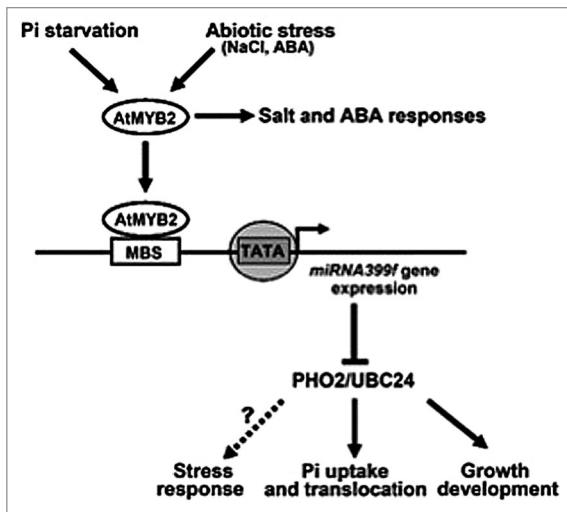 Pi starvation
Abiotic stress
(NaCl, ABA)
AtMYB2
Salt and ABA responses
AtMYB2
MBS
TATA
miRNA399f gene
expression
PHO2/UBC24
?
Stress
response
Pi uptake
and translocation
Growth
development